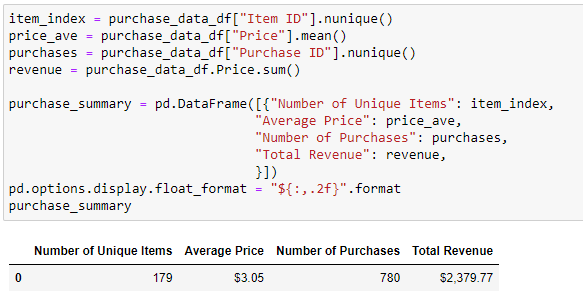 item_index = purchase_data_df["Item ID"].nunique()
price_ave = purchase_data_df["Price"].mean()
purchases = purchase_data_df["Purchase ID"].nunique()
revenue = purchase_data_df.Price.sum()
purchase_summary = pd.DataFrame([{"Number of Unique Items": item_index,
"Average Price": price_ave,
"Number of Purchases": purchases,
"Total Revenue": revenue,
}])
pd.options.display.float_format = "${:,.2f}".format
purchase_summary
Number of Unique Items Average Price Number of Purchases Total Revenue
0 179 $3.05 780 $2,379.77